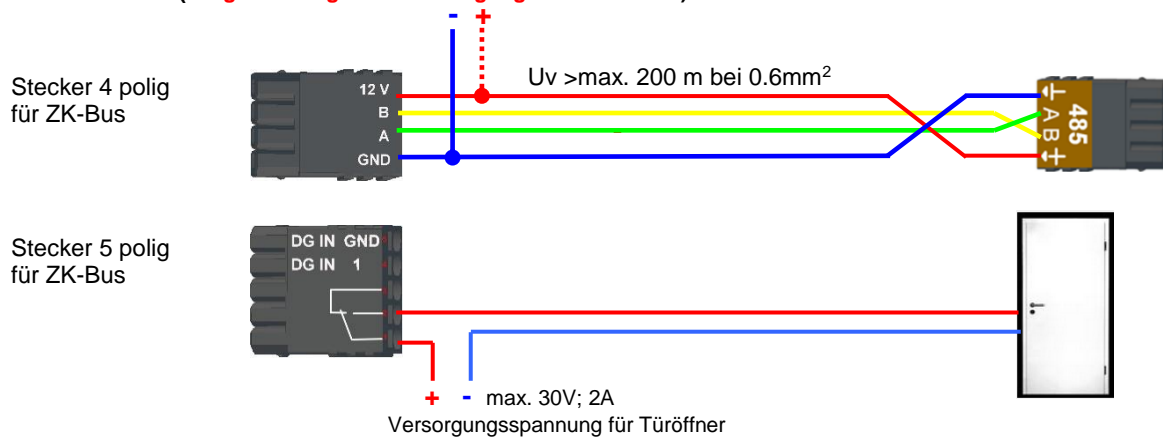 - +
Stecker 4 polig
für ZK-Bus
12 V
B
A
GND
Uv >max. 200 m bei 0.6mm²
A
B
+
485
Stecker 5 polig
für ZK-Bus
DG IN GND
DG IN 1
+ - max. 30V; 2A
Versorgungsspannung für Türöffner